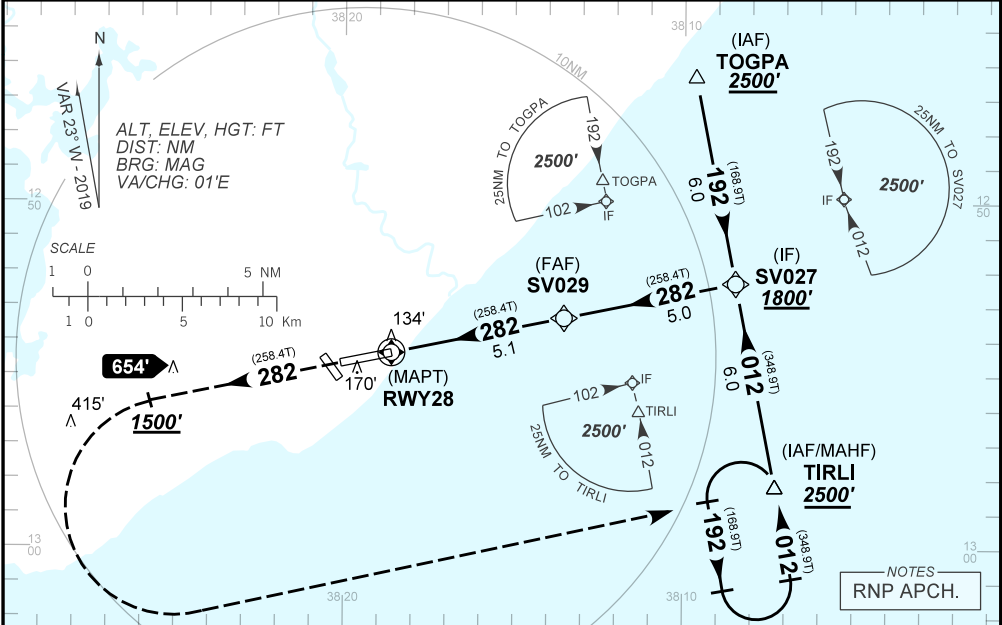 38 20
38 10
N
VAR 23° W - 2019
ALT, ELEV, HGT: FT
DIST: NM
BRG: MAG
VA/CHG: 01'E
10NM
(IAF)
TOGPA
2500'
25NM TO TOGPA
192
2500'
TOGPA
102
IF
25NM TO SV027
192
2500'
IF
012
12
50
12
50
192
(168.9T)
6.0
SCALE
1 0 5 NM
1 0 5 10 Km
(FAF)
SV029
(IF)
SV027
1800'
(258.4T)
282
5.0
(258.4T)
282
5.1
134'
170'
(MAPT)
RWY28
(258.4T)
282
654'
415'
1500'
102
IF
2500'
TIRLI
012
25NM TO TIRLI
012
(348.9T)
6.0
(IAF/MAHF)
TIRLI
2500'
192
(168.9T)
012
(348.9T)
13
00
13
00
38 20
38 10
NOTES
RNP APCH.